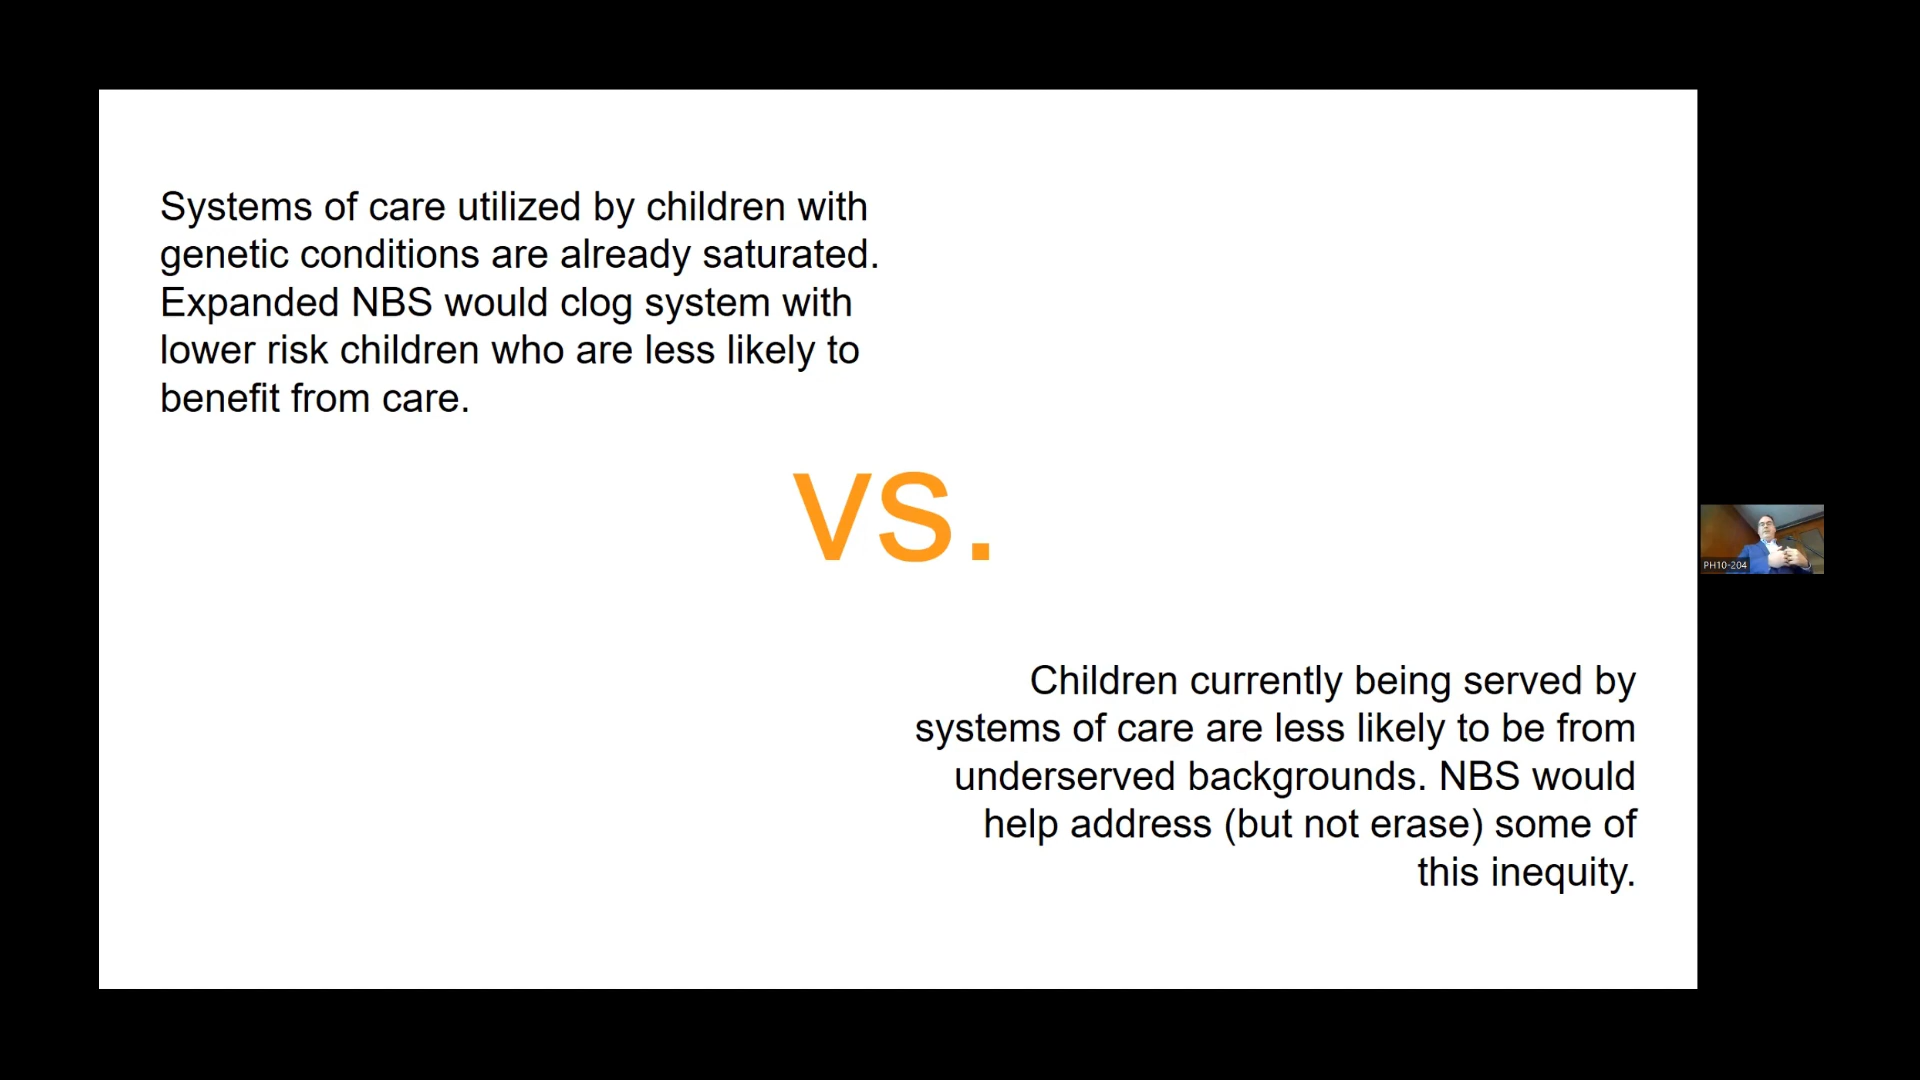 Systems of care utilized by children with
genetic conditions are already saturated.
Expanded NBS would clog system with
lower risk children who are less likely to
benefit from care.
vs.
PH10-204
Children currently being served by
systems of care are less likely to be from
underserved backgrounds. NBS would
help address (but not erase) some of
this inequity.